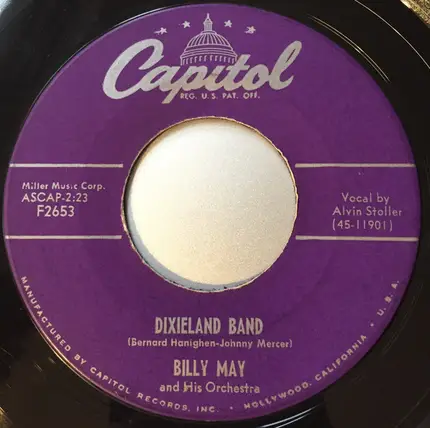 Capitol
REG. U.S. PAT. OFF.
Miller Music Corp.
ASCAP-2:23
F2653
Vocal by
Alvin Stoller
(45-11901)
DIXIELAND BAND
(Bernard Hanighen-Johnny Mercer)
BILLY MAY
and His Orchestra
MANUFACTURED BY CAPITOL RECORDS, INC. • HOLLYWOOD, CALIFORNIA • U.S.A.